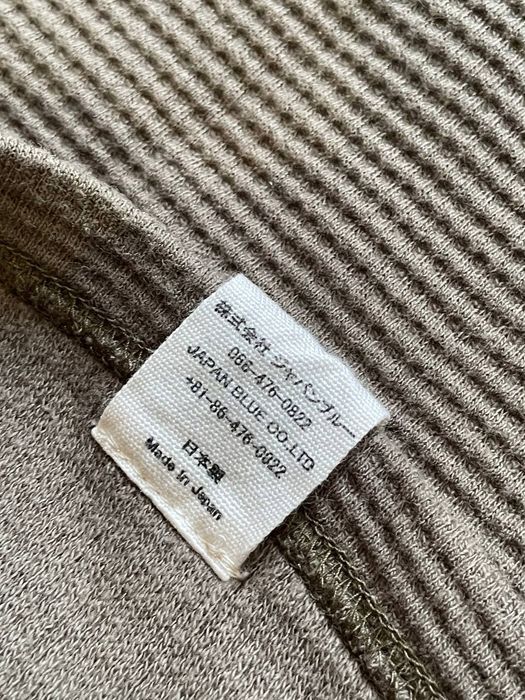 株式会社 ジャパンブルー
086-476-0822
JAPAN BLUE CO.,LTD
+81-86-476-0822
日本製
Made in Japan